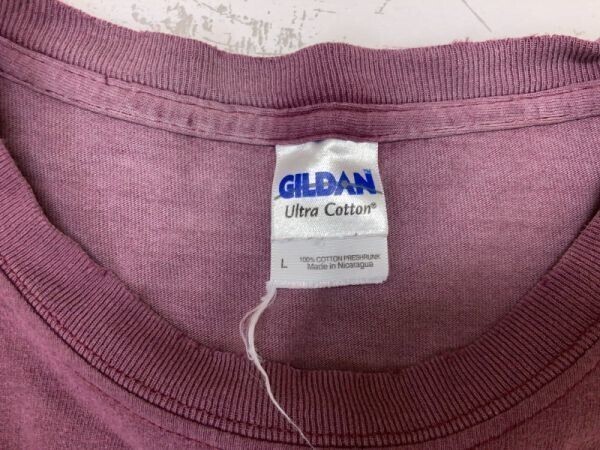 GILDAN
Ultra Cotton®
L 100% COTTON PRESHRUNK
Made in Nicaragua